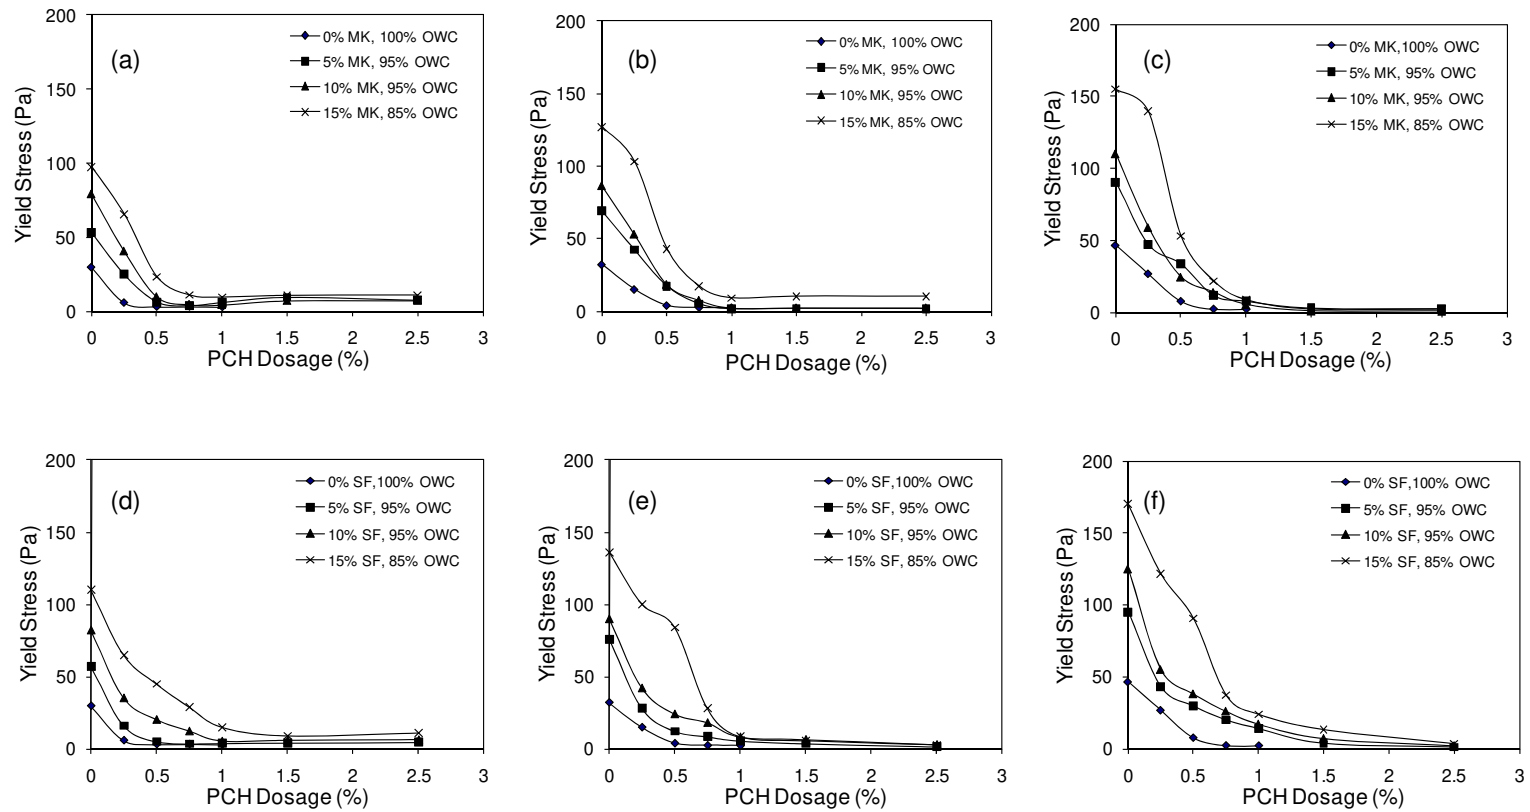 (a)
0% MK, 100% OWC
5% MK, 95% OWC
10% MK, 95% OWC
15% MK, 85% OWC
Yield Stress (Pa)
200
150
100
50
0
0 0.5 1 1.5 2 2.5 3
PCH Dosage (%)
(b)
0% MK, 100% OWC
5% MK, 95% OWC
10% MK, 95% OWC
15% MK, 85% OWC
Yield Stress (Pa)
200
150
100
50
0
0 0.5 1 1.5 2 2.5 3
PCH Dosage (%)
(c)
0% MK,100% OWC
5% MK, 95% OWC
10% MK, 95% OWC
15% MK, 85% OWC
Yield Stress (Pa)
200
150
100
50
0
0 0.5 1 1.5 2 2.5 3
PCH Dosage (%)
(d)
0% SF,100% OWC
5% SF, 95% OWC
10% SF, 95% OWC
15% SF, 85% OWC
Yield Stress (Pa)
200
150
100
50
0
0 0.5 1 1.5 2 2.5 3
PCH Dosage (%)
(e)
0% SF,100% OWC
5% SF, 95% OWC
10% SF, 95% OWC
15% SF, 85% OWC
Yield Stress (Pa)
200
150
100
50
0
0 0.5 1 1.5 2 2.5 3
PCH Dosage (%)
(f)
0% SF,100% OWC
5% SF, 95% OWC
10% SF, 95% OWC
15% SF, 85% OWC
Yield Stress (Pa)
200
150
100
50
0
0 0.5 1 1.5 2 2.5 3
PCH Dosage (%)